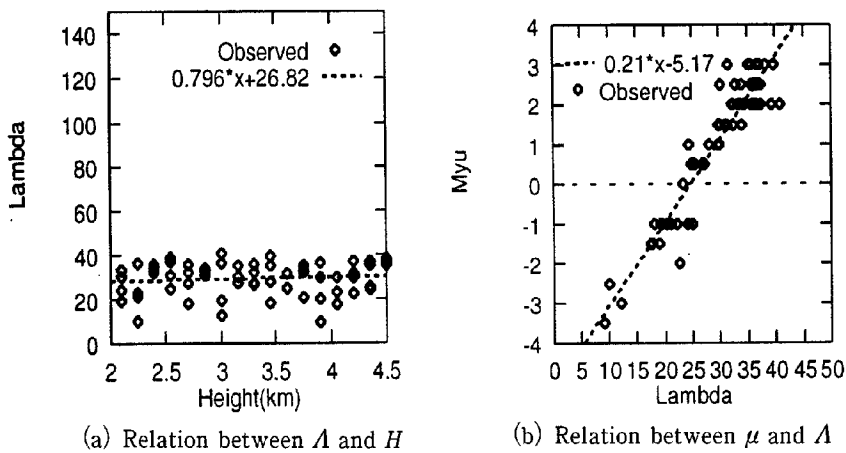 140
120
100
80
60
40
20
0
Lambda
Observed
0.796*x+26.82
2 2.5 3 3.5 4 4.5
Height(km)
(a) Relation between Λ and H
4
3
2
1
0
-1
-2
-3
-4
Myu
0.21*x-5.17
Observed
0 5 10 15 20 25 30 35 40 45 50
Lambda
(b) Relation between μ and Λ